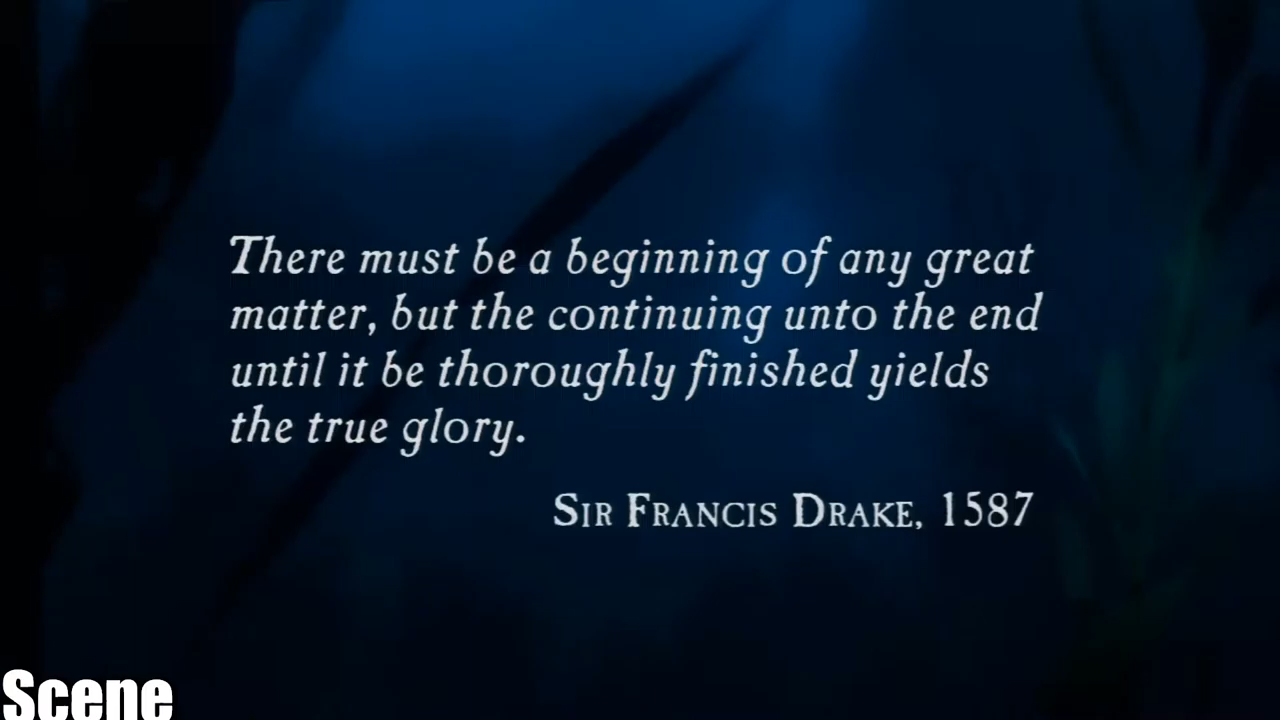 There must be a beginning of any great
matter, but the continuing unto the end
until it be thoroughly finished yields
the true glory.
Sir Francis Drake, 1587
Scene